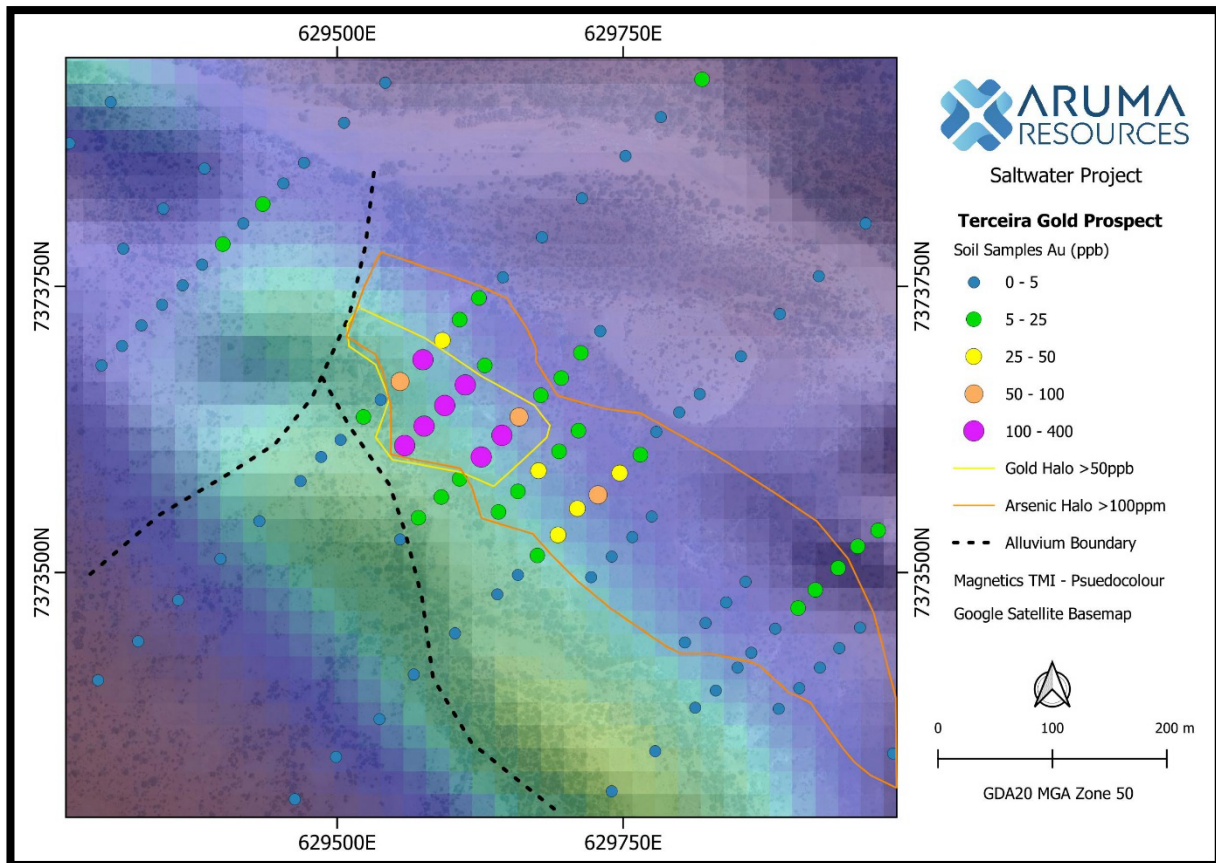 629500E
629750E
7373750N
7373500N
7373750N
7373500N
629500E
629750E
ARUMA
RESOURCES
Saltwater Project
Terceira Gold Prospect
Soil Samples Au (ppb)
0 - 5
5 - 25
25 - 50
50 - 100
100 - 400
Gold Halo >50ppb
Arsenic Halo >100ppm
Alluvium Boundary
Magnetics TMI - Psuedocolour
Google Satellite Basemap
0 100 200 m
GDA20 MGA Zone 50